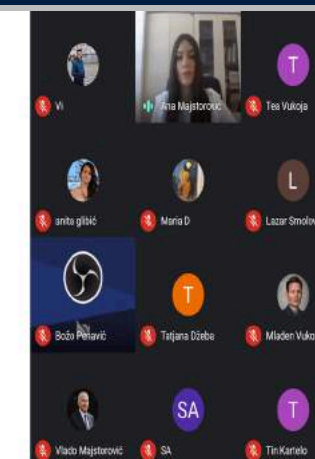 T
Vi
Ana Majstorović
Tea Vukoja
L
anita glibić
Maria D
Lazar Smolov
T
Božo Penavić
Tatjana Džeba
Mladen Vuko
SA
T
Vlado Majstorović
SA
Tin Kartelo